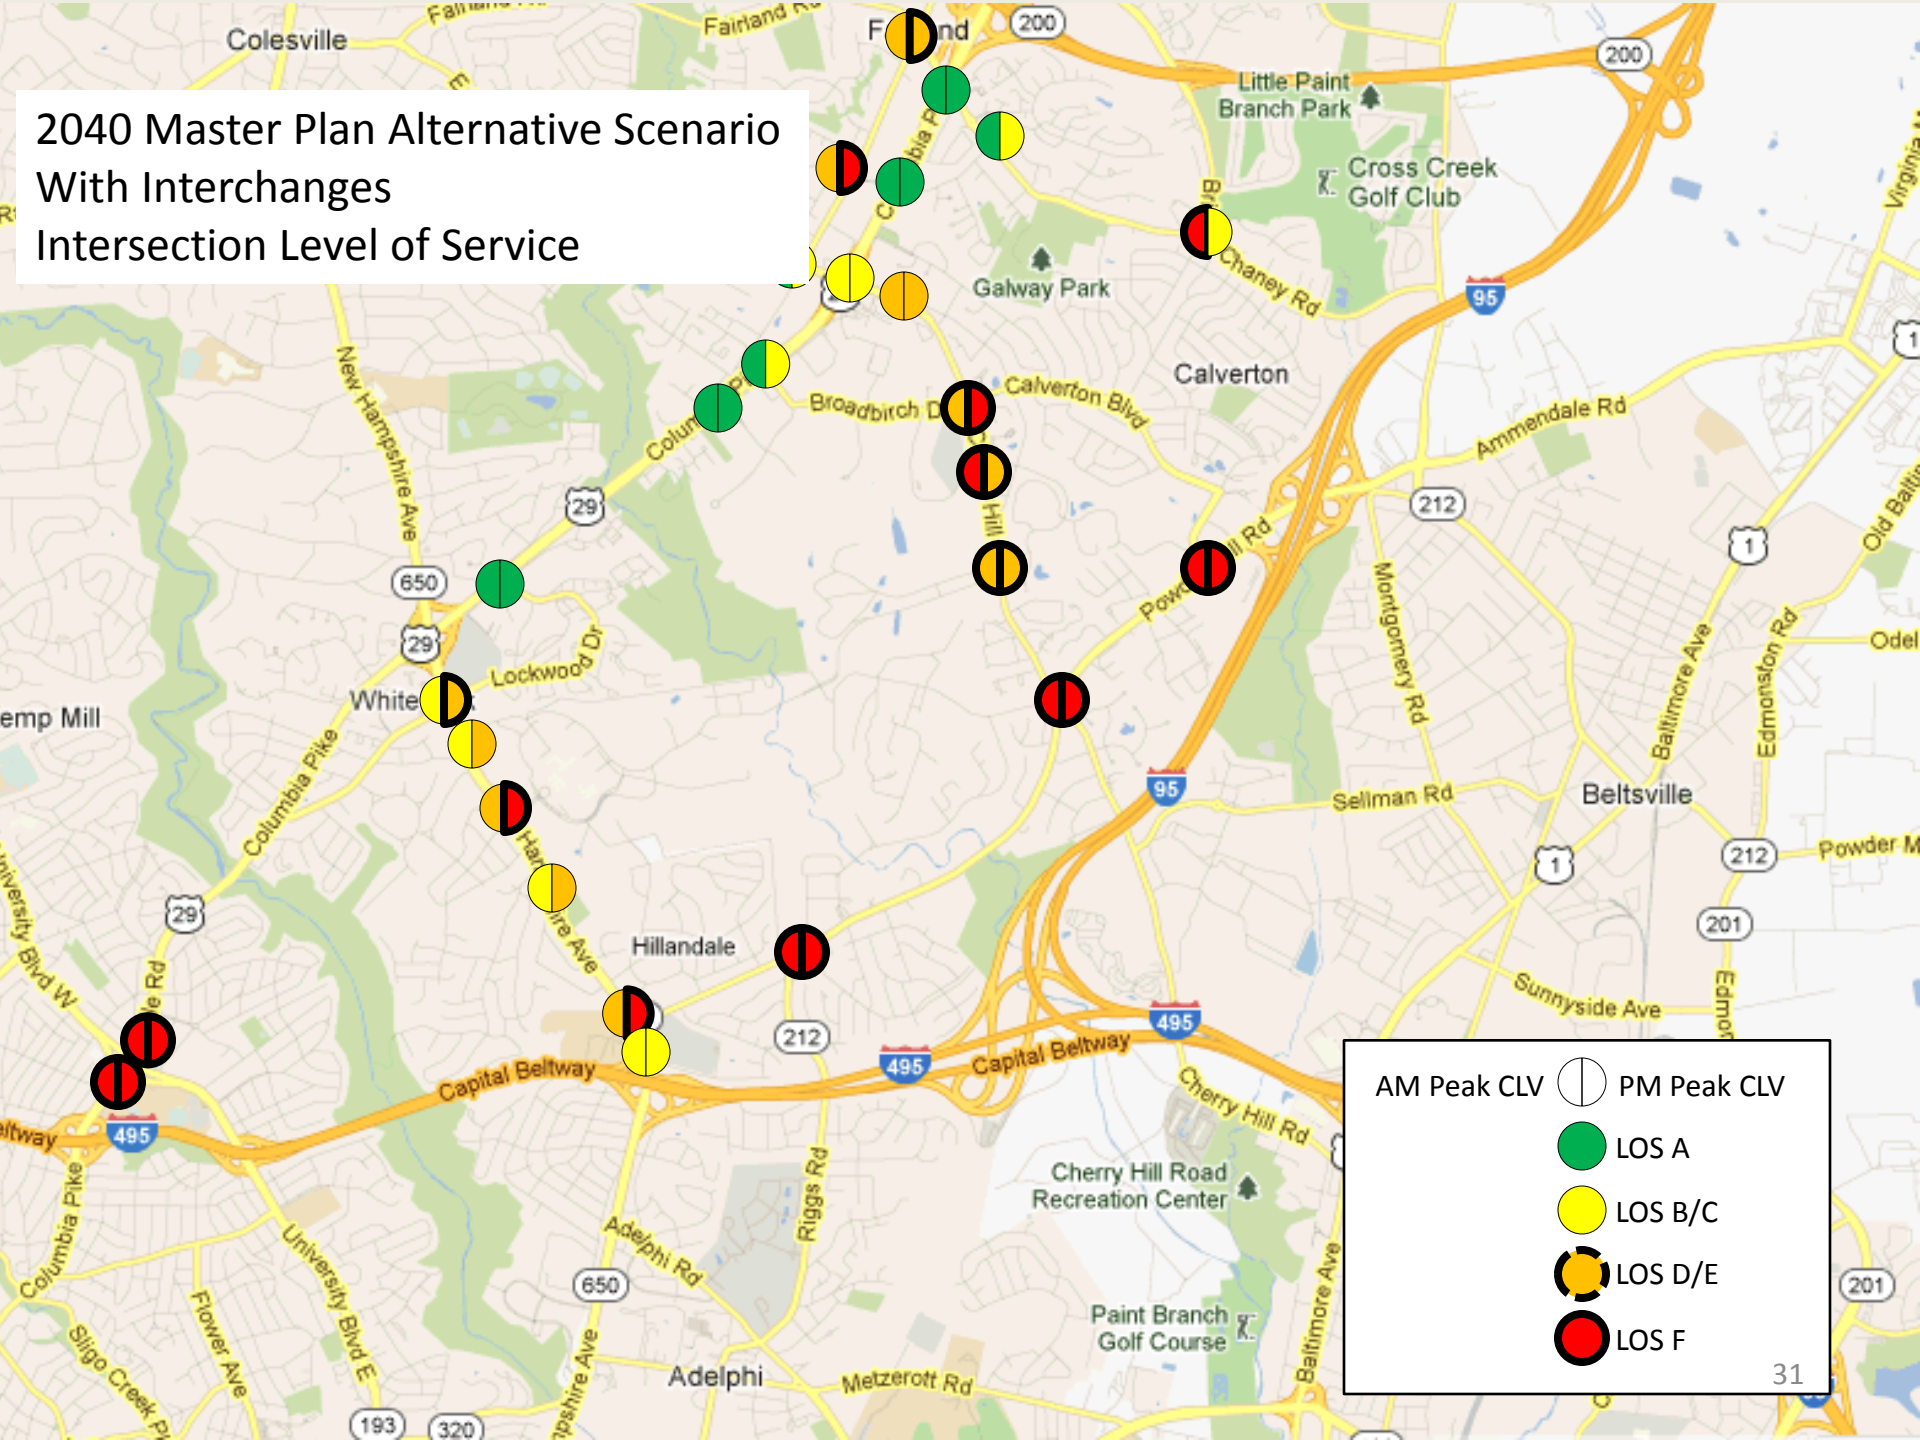 Fairland Rd
200
Colesville
200
Little Paint
Branch Park
2040 Master Plan Alternative Scenario
With Interchanges
Intersection Level of Service
Cross Creek
Golf Club
Galway Park
Chaney Rd
95
Calverton
New Hampshire Ave
Calverton Blvd
Broadbirch D
Ammendale Rd
29
212
1
Hill
650
29
Lockwood Dr
Montgomery Rd
Baltimore Ave
Edmonston Rd
Odel
White
emp Mill
Columbia Pike
95
Sellman Rd
Beltsville
212
Powder M
1
29
201
University Blvd W
Hillandale
Sunnyside Ave
212
495
495
Capital Beltway
Capital Beltway
495
Cherry Hill Rd
AM Peak CLV
PM Peak CLV
LOS A
LOS B/C
LOS D/E
LOS F
31
Cherry Hill Road
Recreation Center
Riggs Rd
Columbia Pike
Adelphi Rd
University Blvd E
650
201
Flower Ave
Paint Branch
Golf Course
Baltimore Ave
Adelphi
Metzerott Rd
193
320